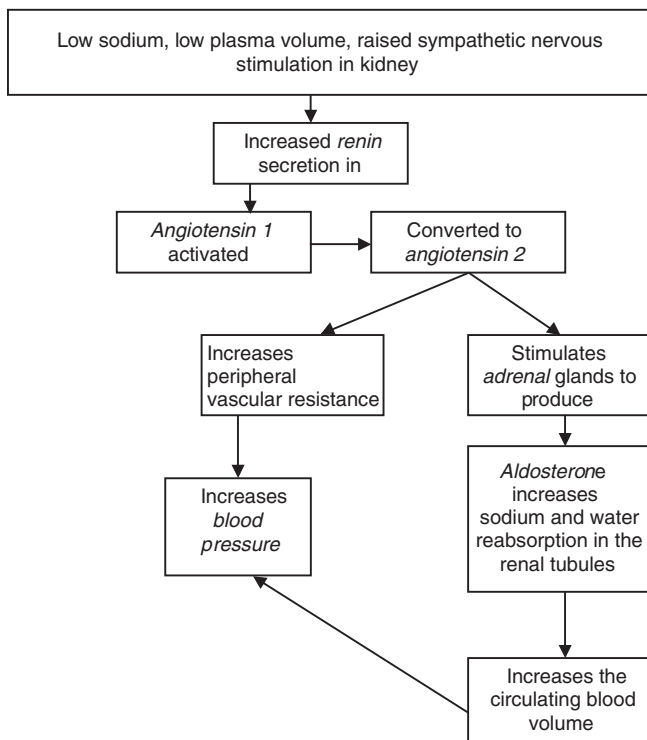 Low sodium, low plasma volume, raised sympathetic nervous
stimulation in kidney
Increased renin
secretion in
Angiotensin 1
activated
Converted to
angiotensin 2
Increases
peripheral
vascular resistance
Stimulates
adrenal glands to
produce
Increases
blood
pressure
Aldosterone
increases
sodium and water
reabsorption in the
renal tubules
Increases the
circulating blood
volume